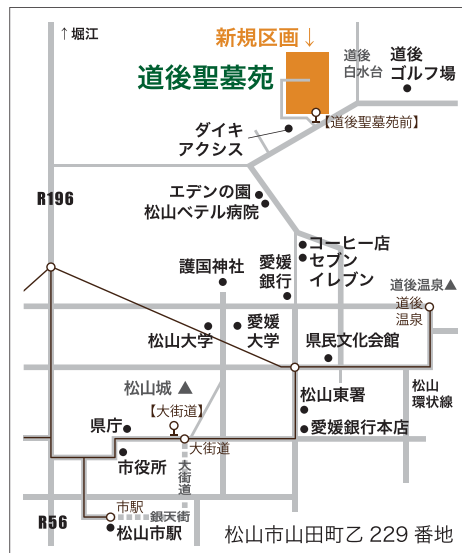 ↑堀江
新規区画↓
道後聖墓苑
道後
白水台
道後
ゴルフ場
【道後聖墓苑前】
ダイキ
アクシス
R196
エデンの園
松山ベテル病院
コーヒー店
セブン
イレブン
護国神社
愛媛
銀行
道後温泉▲
道後
温泉
松山大学
愛媛
大学
県民文化会館
松山城 ▲
松山東署
松山
環状線
【大街道】
県庁
愛媛銀行本店
大街道
市役所
大街道
市駅
銀天街
R56
松山市駅
松山市山田町乙 229 番地